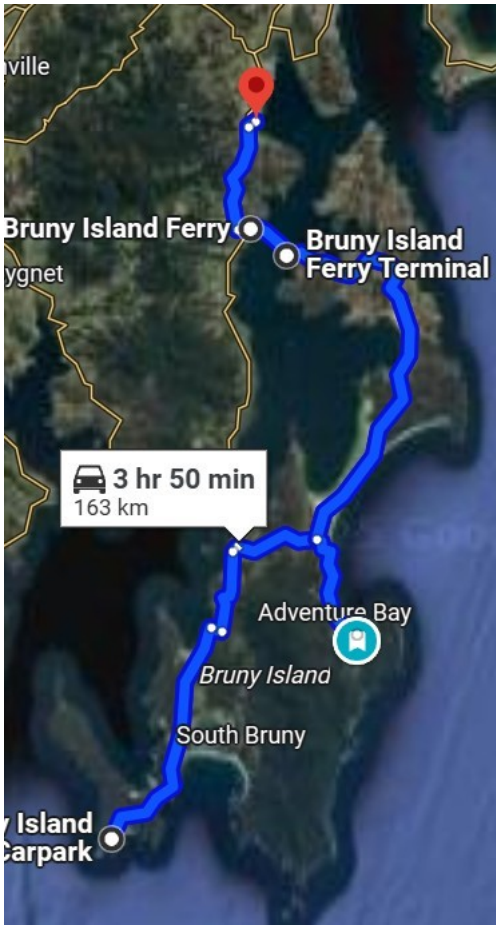 ville
Bruny Island Ferry
Bruny Island
Ferry Terminal
ygnet
3 hr 50 min
163 km
Adventure Bay
Bruny Island
South Bruny
y Island
Carpark